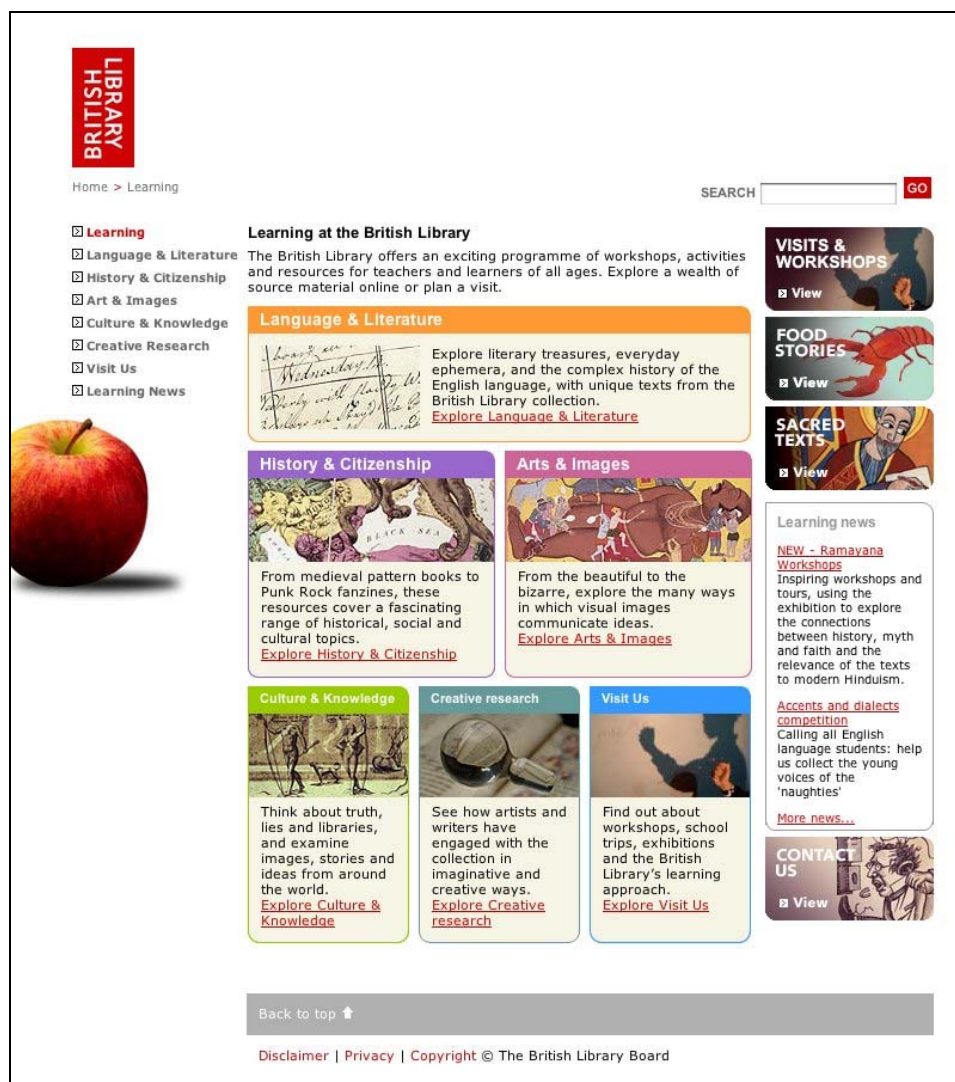 BRITISH
LIBRARY
Home > Learning
SEARCH
GO
Learning
Language & Literature
History & Citizenship
Art & Images
Culture & Knowledge
Creative Research
Visit Us
Learning News
Learning at the British Library
The British Library offers an exciting programme of workshops, activities
and resources for teachers and learners of all ages. Explore a wealth of
source material online or plan a visit.
Language & Literature
Wednesday
Explore literary treasures, everyday
ephemera, and the complex history of the
English language, with unique texts from the
British Library collection.
Explore Language & Literature
History & Citizenship
BLACK SEA
From medieval pattern books to
Punk Rock fanzines, these
resources cover a fascinating
range of historical, social and
cultural topics.
Explore History & Citizenship
Arts & Images
From the beautiful to the
bizarre, explore the many ways
in which visual images
communicate ideas.
Explore Arts & Images
Culture & Knowledge
Think about truth,
lies and libraries,
and examine
images, stories and
ideas from around
the world.
Explore Culture &
Knowledge
Creative research
See how artists and
writers have
engaged with the
collection in
imaginative and
creative ways.
Explore Creative
research
Visit Us
Find out about
workshops, school
trips, exhibitions
and the British
Library's learning
approach.
Explore Visit Us
VISITS &
WORKSHOPS
View
FOOD
STORIES
View
SACRED
TEXTS
View
Learning news
NEW - Ramayana
Workshops
Inspiring workshops and
tours, using the
exhibition to explore
the connections
between history, myth
and faith and the
relevance of the texts
to modern Hinduism.
Accents and dialects
competition
Calling all English
language students: help
us collect the young
voices of the
'naughties'
More news...
CONTACT
US
View
Back to top
Disclaimer | Privacy | Copyright © The British Library Board